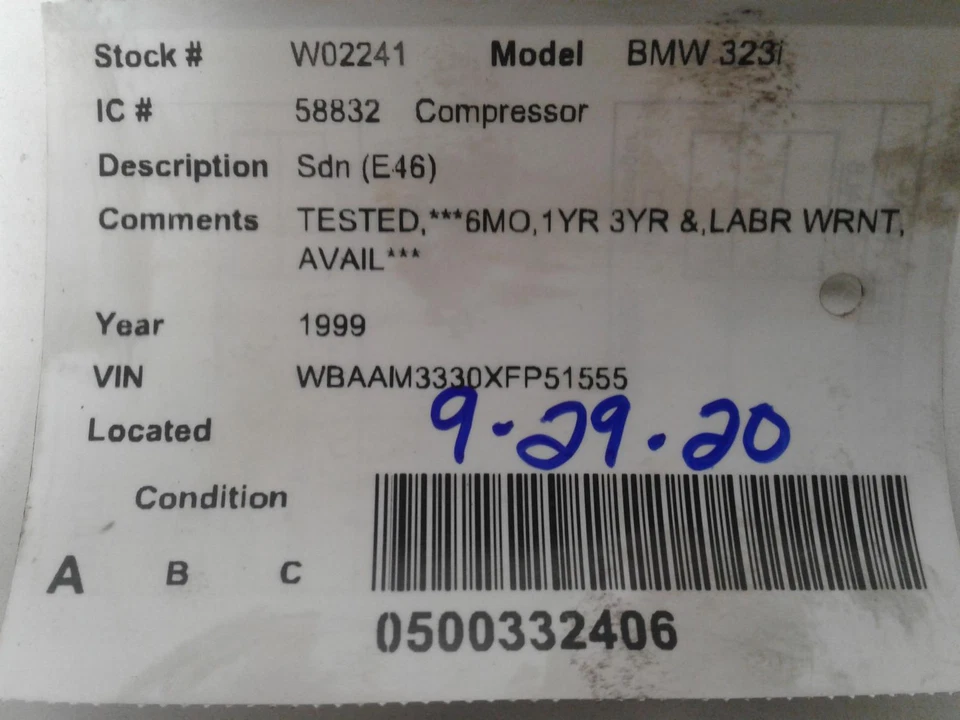 Stock # W02241 Model BMW 323i
IC # 58832 Compressor
Description Sdn (E46)
Comments TESTED,***6MO,1YR 3YR &,LABR WRNT,
AVAIL***
Year 1999
VIN WBAAM3330XFP51555
Located 9-29.20
Condition
A B C
0500332406